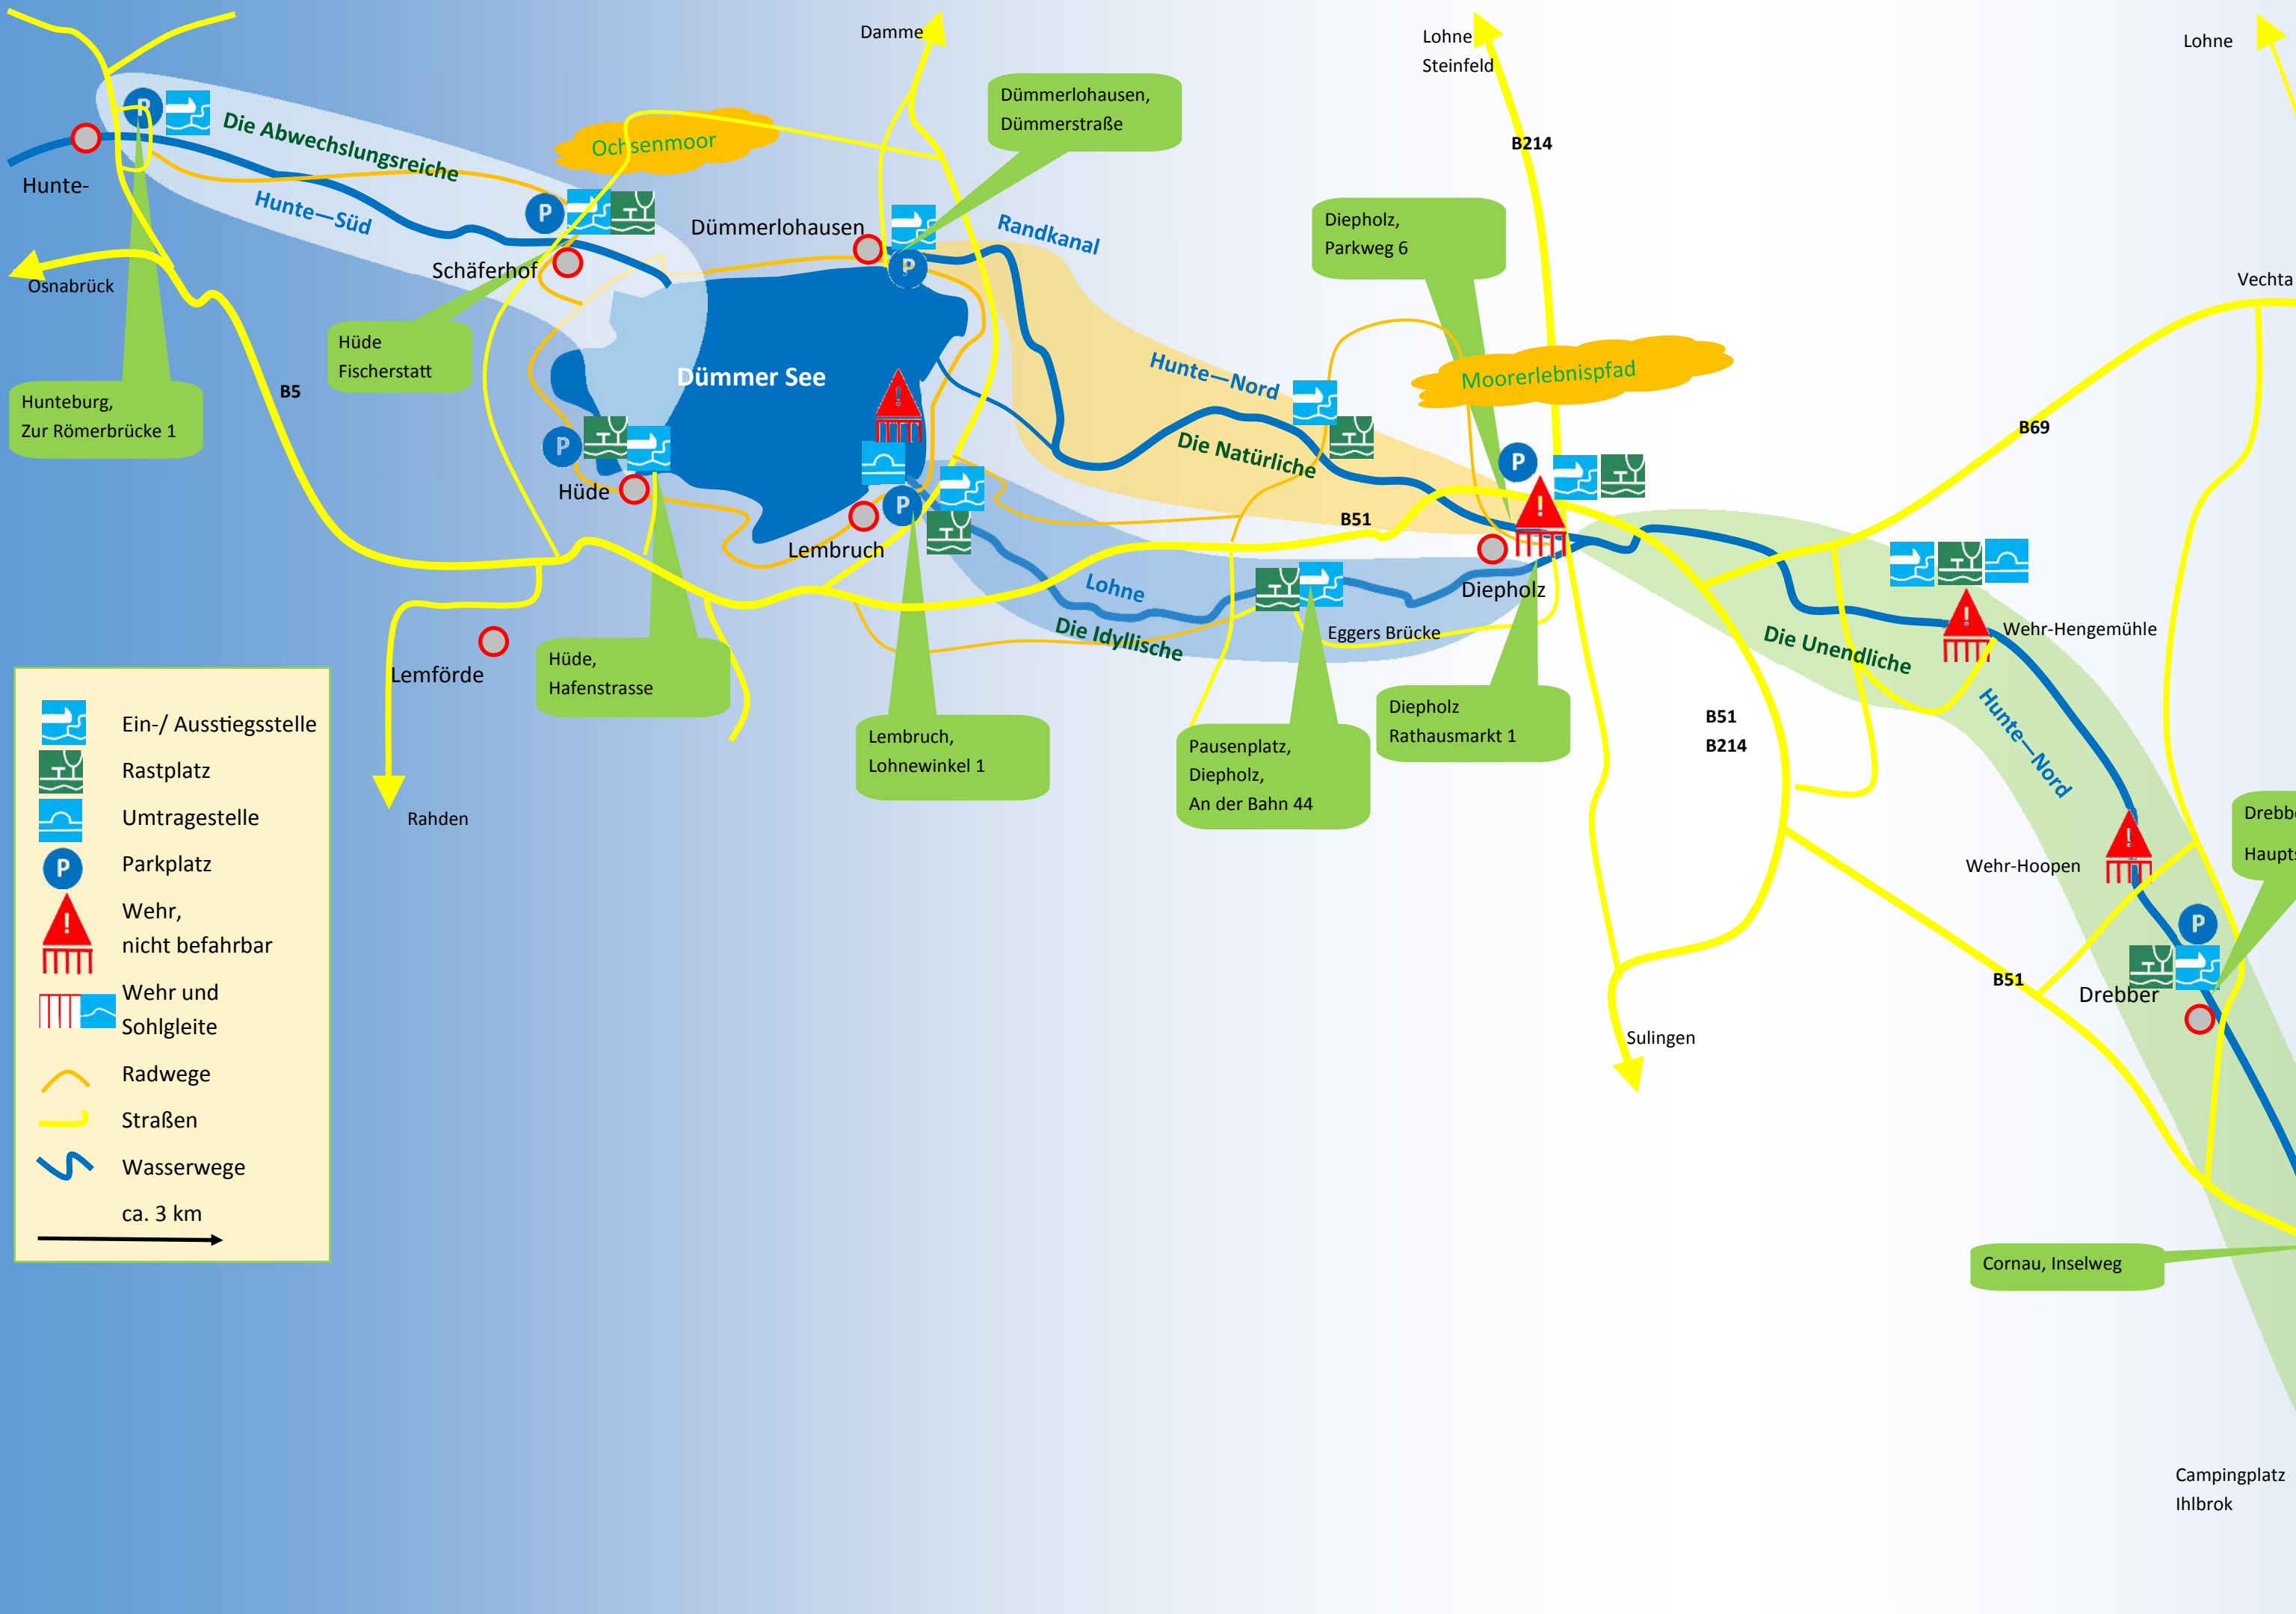 Damme
Lohne
Steinfeld
Lohne
Dümmerlohausen,
Dümmerstraße
Die Abwechslungsreiche
Ochsenmoor
B214
Hunte-
Hunte—Süd
Dümmerlohausen
Randkanal
Diepholz,
Parkweg 6
Schäferhof
Osnabrück
Vechta
Hüde
Fischerstatt
Dümmer See
Hunte—Nord
Moorerlebnispfad
B5
Hunteburg,
Zur Römerbrücke 1
B69
Die Natürliche
Hüde
B51
Lembruch
Lohne
Diepholz
Die Idyllische
Eggers Brücke
Wehr-Hengemühle
Die Unendliche
Lemförde
Hüde,
Hafenstrasse
Hunte—Nord
Lembruch,
Lohnewinkel 1
Pausenplatz,
Diepholz,
An der Bahn 44
Diepholz
Rathausmarkt 1
B51
B214
Rahden
Drebb
Haupts
Wehr-Hoopen
B51
Drebber
Sulingen
Cornau, Inselweg
Campingplatz
Ihlbrok
Ein-/ Ausstiegsstelle
Rastplatz
Umtragestelle
P
Parkplatz
Wehr,
nicht befahrbar
Wehr und
Sohlgleite
Radwege
Straßen
Wasserwege
ca. 3 km